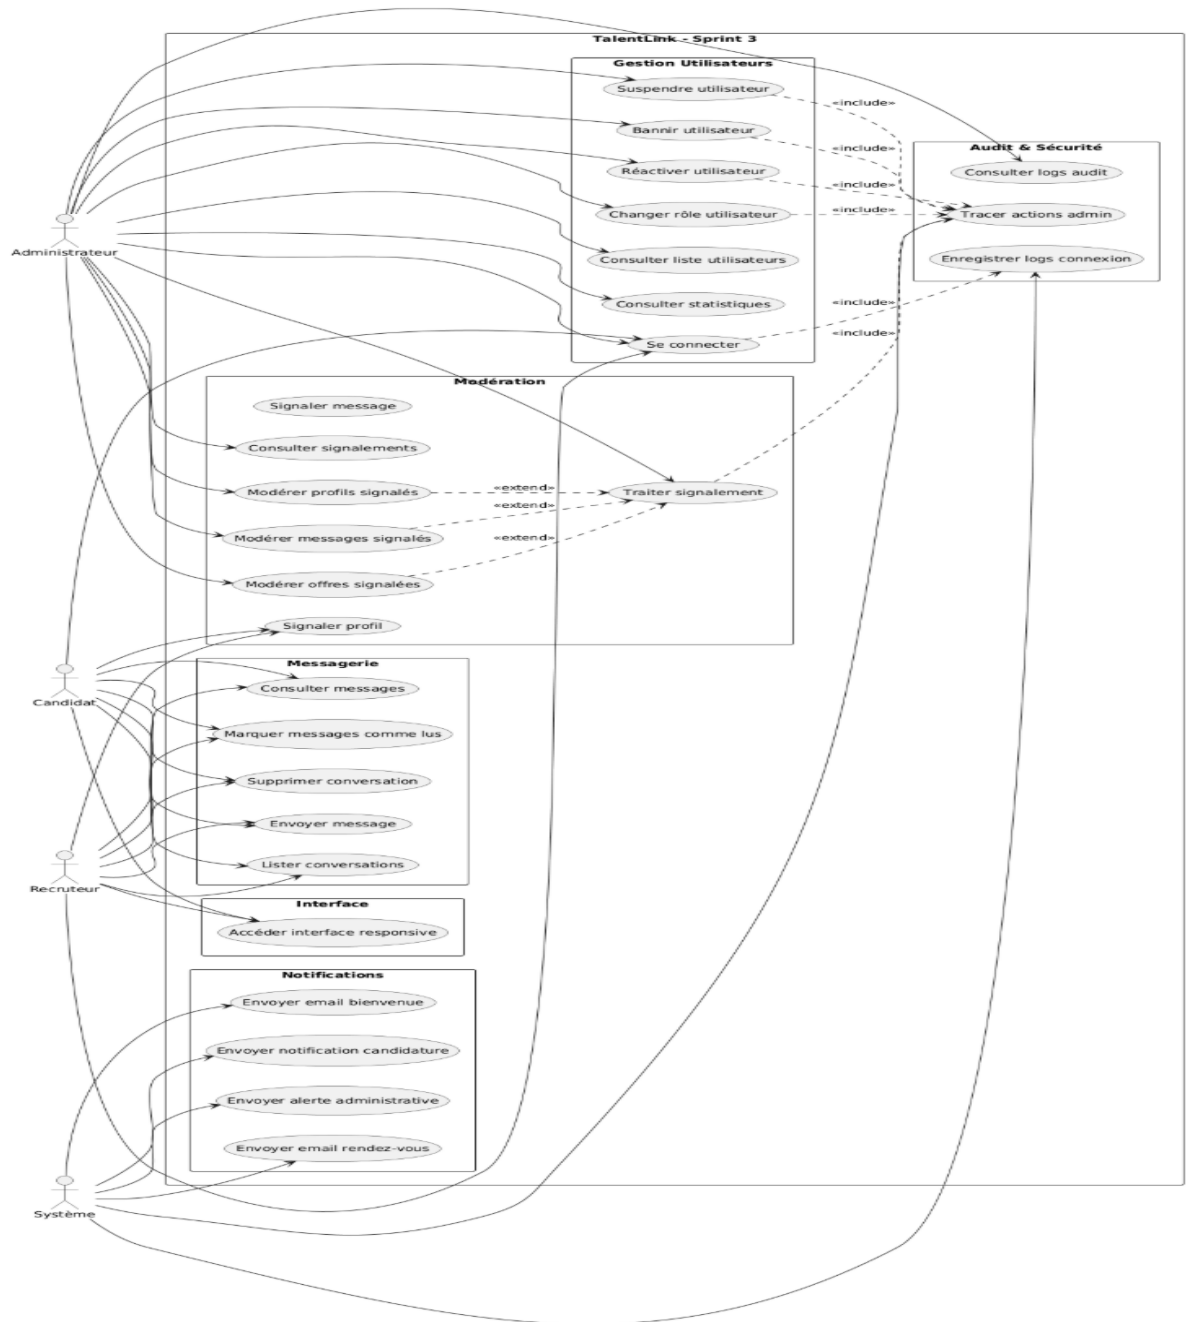 TalentLink - Sprint 3
Gestion Utilisateurs
Suspendre utilisateur
«include»
Bannir utilisateur
«include»
Audit & Sécurité
Réactiver utilisateur
Consulter logs audit
«include»
Changer rôle utilisateur
«include»
Tracer actions admin
Administrateur
Consulter liste utilisateurs
Enregistrer logs connexion
Consulter statistiques
«include»
«include»
Se connecter
Modération
Signaler message
Consulter signalements
Modérer profils signalés
«extend»
Traiter signalement
«extend»
Modérer messages signalés
«extend»
Modérer offres signalées
Signaler profil
Messagerie
Consulter messages
Candidat
Marquer messages comme lus
Supprimer conversation
Envoyer message
Lister conversations
Recruteur
Interface
Accéder interface responsive
Notifications
Envoyer email bienvenue
Envoyer notification candidature
Envoyer alerte administrative
Envoyer email rendez-vous
Système